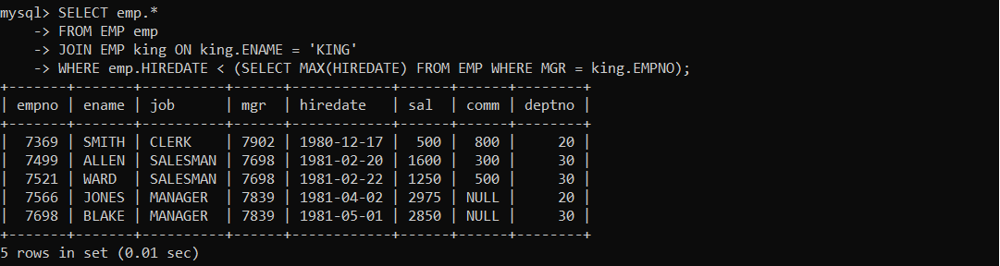 mysql> SELECT emp.*
    -> FROM EMP emp
    -> JOIN EMP king ON king.ENAME = 'KING'
    -> WHERE emp.HIREDATE < (SELECT MAX(HIREDATE) FROM EMP WHERE MGR = king.EMPNO);
+-------+-------+----------+------+------------+------+------+--------+
| empno | ename | job      | mgr  | hiredate   | sal  | comm | deptno |
+-------+-------+----------+------+------------+------+------+--------+
|  7369 | SMITH | CLERK    | 7902 | 1980-12-17 |  500 |  800 |     20 |
|  7499 | ALLEN | SALESMAN | 7698 | 1981-02-20 | 1600 |  300 |     30 |
|  7521 | WARD  | SALESMAN | 7698 | 1981-02-22 | 1250 |  500 |     30 |
|  7566 | JONES | MANAGER  | 7839 | 1981-04-02 | 2975 | NULL |     20 |
|  7698 | BLAKE | MANAGER  | 7839 | 1981-05-01 | 2850 | NULL |     30 |
+-------+-------+----------+------+------------+------+------+--------+
5 rows in set (0.01 sec)